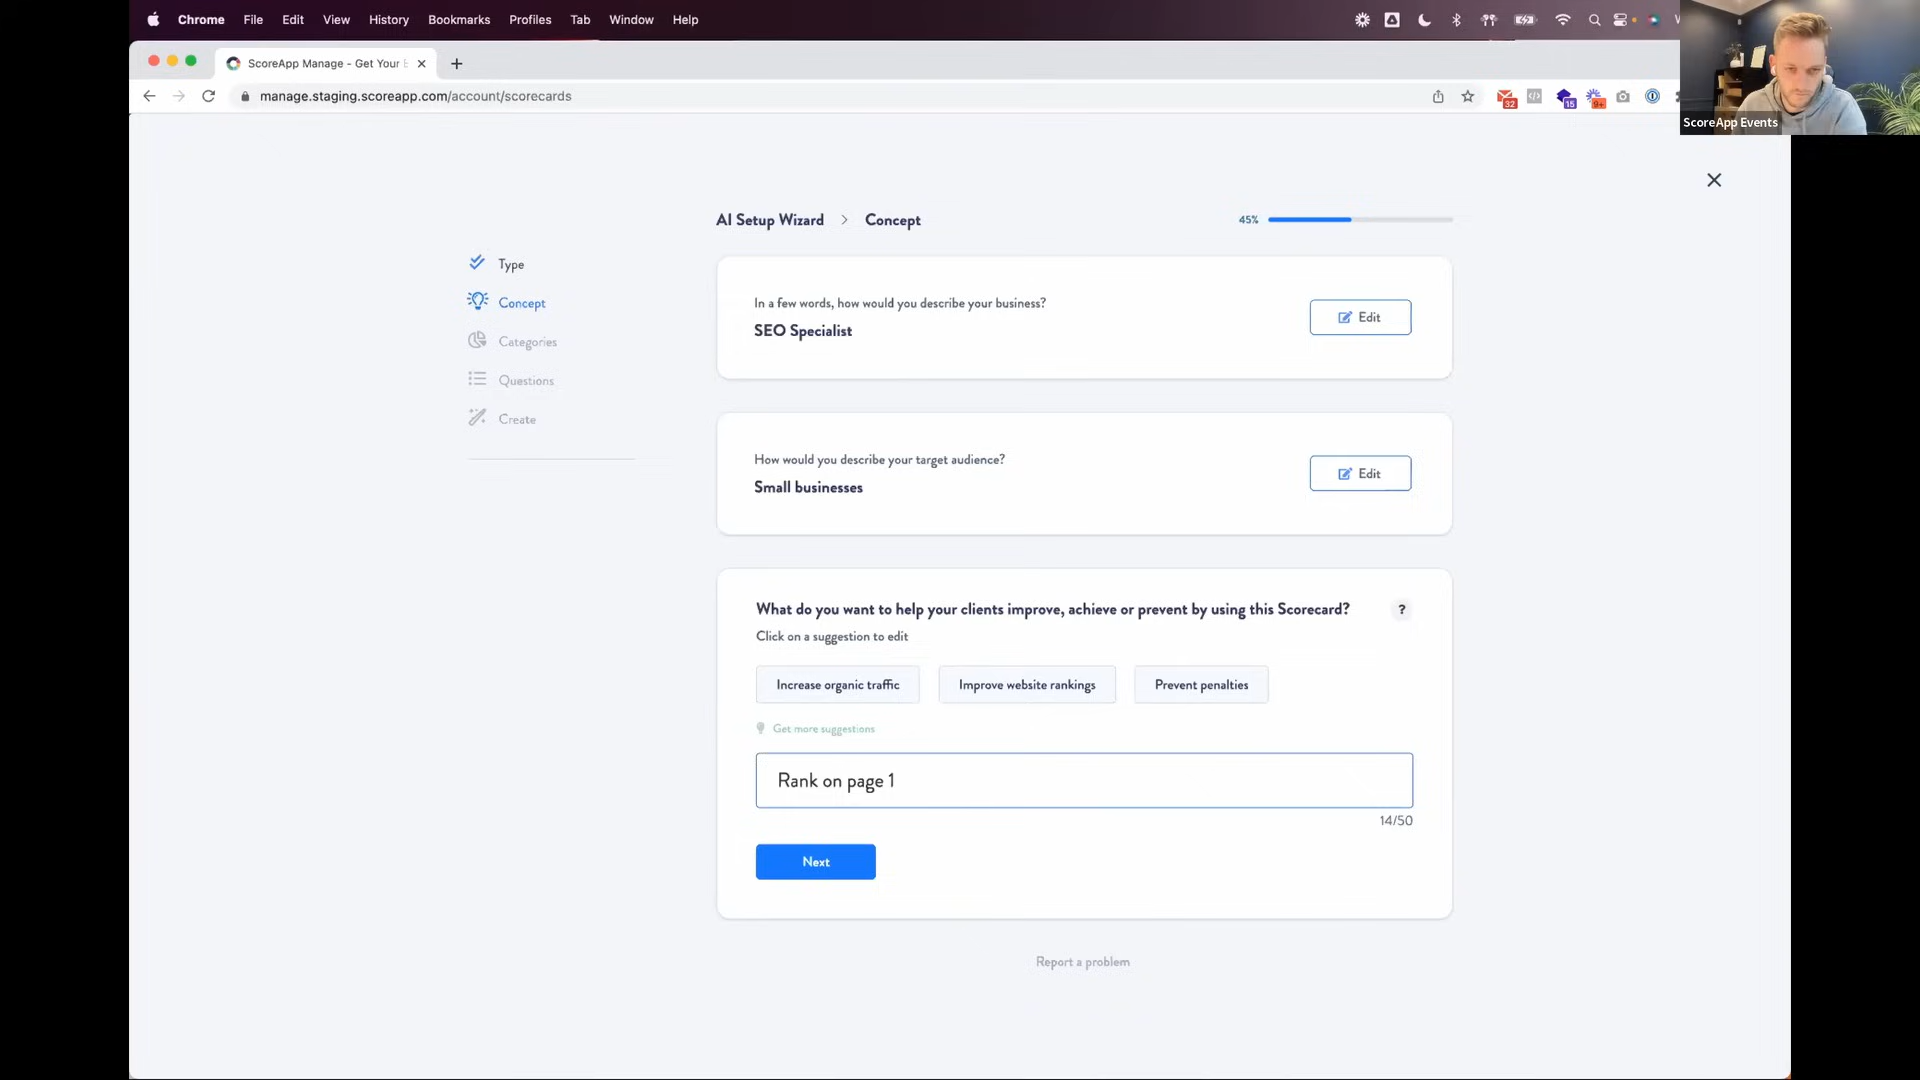 Chrome File Edit View History Bookmarks Profiles Tab Window Help
ScoreApp Manage - Get Your
manage.staging.scoreapp.com/account/scorecards
32
15
9+
ScoreApp Events
AI Setup Wizard > Concept
45%
Type
Concept
Categories
Questions
Create
In a few words, how would you describe your business?
SEO Specialist
Edit
How would you describe your target audience?
Small businesses
Edit
What do you want to help your clients improve, achieve or prevent by using this Scorecard?
?
Click on a suggestion to edit
Increase organic traffic
Improve website rankings
Prevent penalties
Get more suggestions
Rank on page 1
14/50
Next
Report a problem